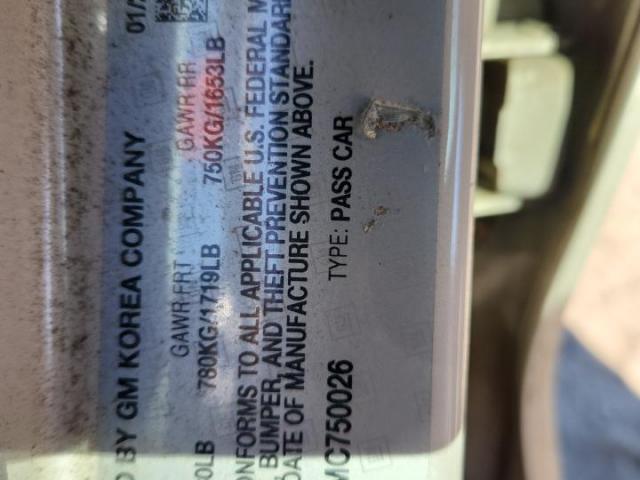 01/
D BY GM KOREA COMPANY
GAWR FRT GAWR RR
0LB 780KG/1719LB 750KG/1653LB
ONFORMS TO ALL APPLICABLE U.S. FEDERAL M
BUMPER, AND THEFT PREVENTION STANDAR
DATE OF MANUFACTURE SHOWN ABOVE.
MC750026 TYPE: PASS CAR